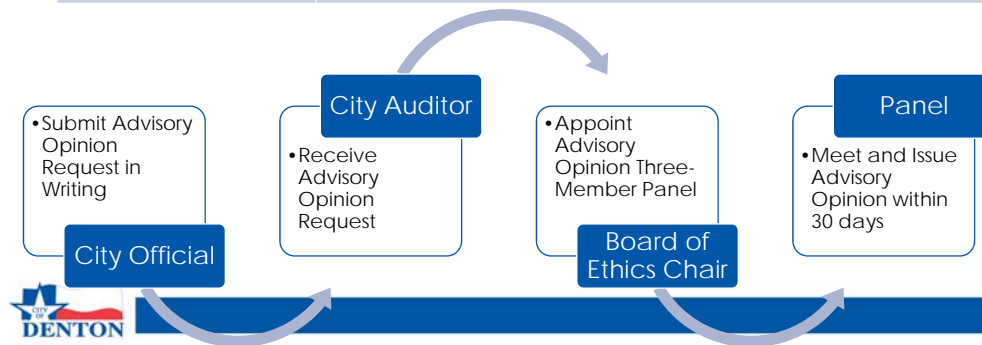 •Submit Advisory
Opinion
Request in
Writing
City Official
City Auditor
•Receive
Advisory
Opinion
Request
•Appoint
Advisory
Opinion Three-
Member Panel
Board of
Ethics Chair
Panel
•Meet and Issue
Advisory
Opinion within
30 days
CITY
OF
DENTON